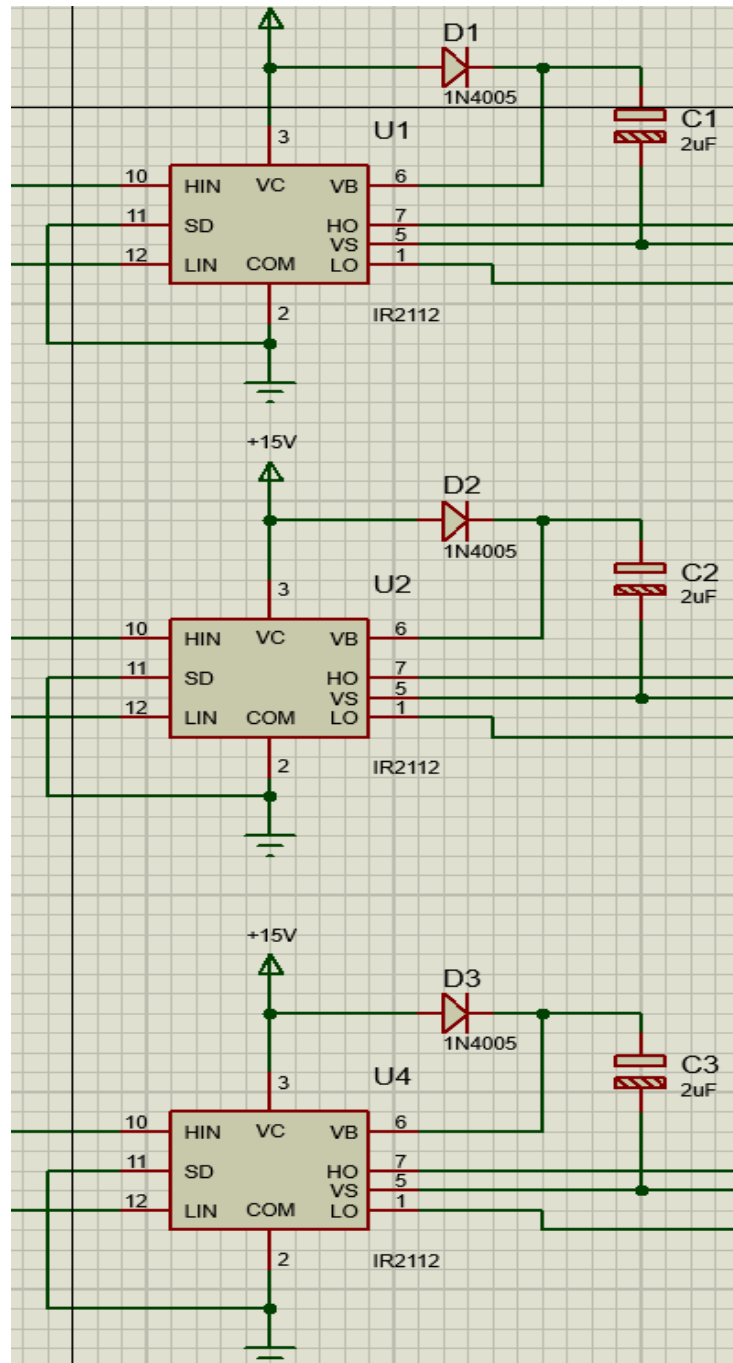 D1
1N4005
C1
2uF
U1
3
10 HIN VC VB 6
11 SD HO 7
VS 5
12 LIN COM LO 1
2
IR2112
+15V
D2
1N4005
C2
2uF
U2
3
10 HIN VC VB 6
11 SD HO 7
VS 5
12 LIN COM LO 1
2
IR2112
+15V
D3
1N4005
C3
2uF
U4
3
10 HIN VC VB 6
11 SD HO 7
VS 5
12 LIN COM LO 1
2
IR2112